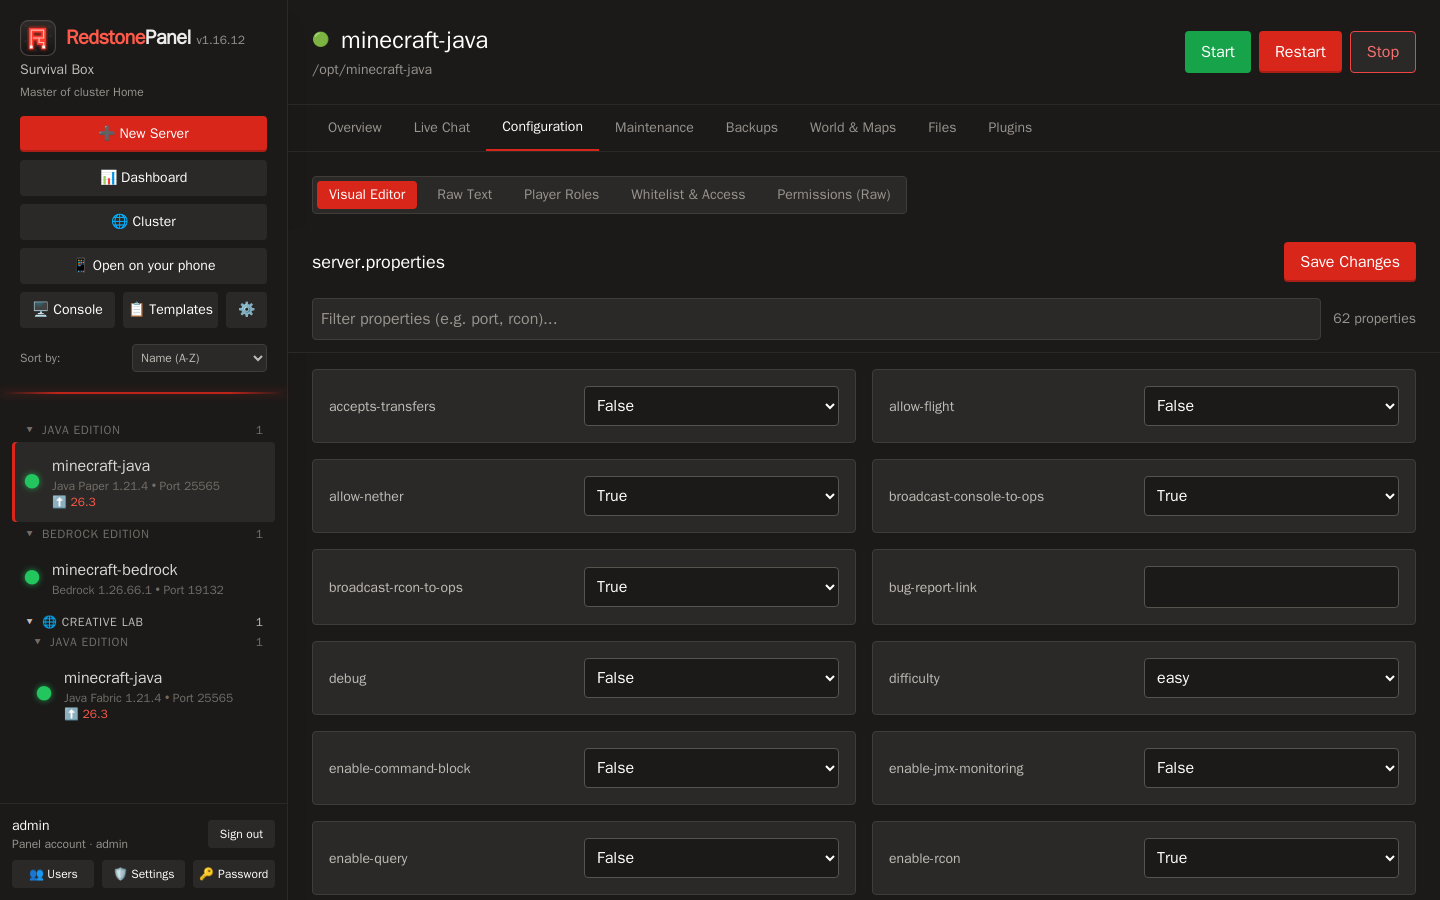 RedstonePanel v1.16.12
Survival Box
Master of cluster Home
➕ New Server
📊 Dashboard
🌐 Cluster
📱 Open on your phone
🖥️ Console
📋 Templates
⚙️
Sort by:
Name (A-Z)
▼ JAVA EDITION 1
minecraft-java
Java Paper 1.21.4 • Port 25565
⬆️ 26.3
▼ BEDROCK EDITION 1
minecraft-bedrock
Bedrock 1.26.66.1 • Port 19132
▼ 🌐 CREATIVE LAB 1
▼ JAVA EDITION 1
minecraft-java
Java Fabric 1.21.4 • Port 25565
⬆️ 26.3
admin
Panel account · admin
Sign out
👥 Users
🛡️ Settings
🔑 Password
minecraft-java
/opt/minecraft-java
Start
Restart
Stop
Overview
Live Chat
Configuration
Maintenance
Backups
World & Maps
Files
Plugins
Visual Editor
Raw Text
Player Roles
Whitelist & Access
Permissions (Raw)
server.properties
Save Changes
Filter properties (e.g. port, rcon)...
62 properties
accepts-transfers
False
allow-flight
False
allow-nether
True
broadcast-console-to-ops
True
broadcast-rcon-to-ops
True
bug-report-link
debug
False
difficulty
easy
enable-command-block
False
enable-jmx-monitoring
False
enable-query
False
enable-rcon
True